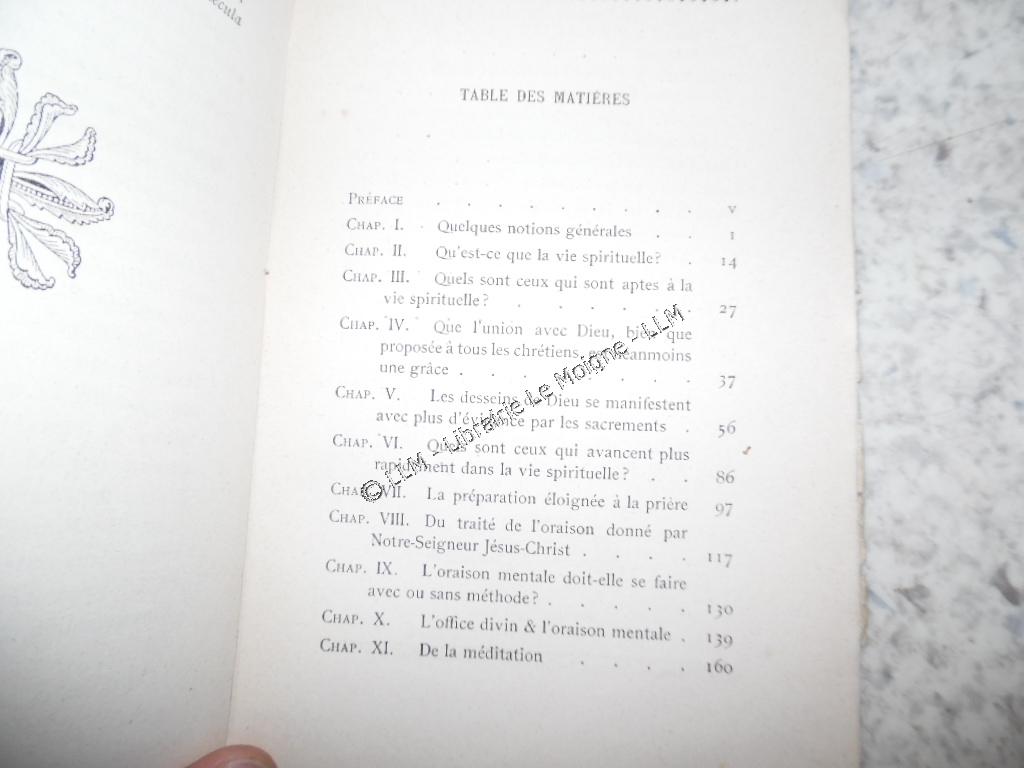 TABLE DES MATIÈRES
PRÉFACE . . . . . . . . . V
CHAP. I. Quelques notions générales . . 1
CHAP. II. Qu'est-ce que la vie spirituelle? . 14
CHAP. III. Quels sont ceux qui sont aptes à la
vie spirituelle? . . . . . 27
CHAP. IV. Que l'union avec Dieu, bien que
proposée à tous les chrétiens, est néanmoins
une grâce . . . . . . . . 37
CHAP. V. Les desseins de Dieu se manifestent
avec plus d'évidence par les sacrements . 56
CHAP. VI. Quels sont ceux qui avancent plus
rapidement dans la vie spirituelle? . . 86
CHAP. VII. La préparation éloignée à la prière 97
CHAP. VIII. Du traité de l'oraison donné par
Notre-Seigneur Jésus-Christ . . . . 117
CHAP. IX. L'oraison mentale doit-elle se faire
avec ou sans méthode? . . . . . 130
CHAP. X. L'office divin & l'oraison mentale . 139
CHAP. XI. De la méditation . . . . 160
© LLM - Librairie Le Moigne - LLM